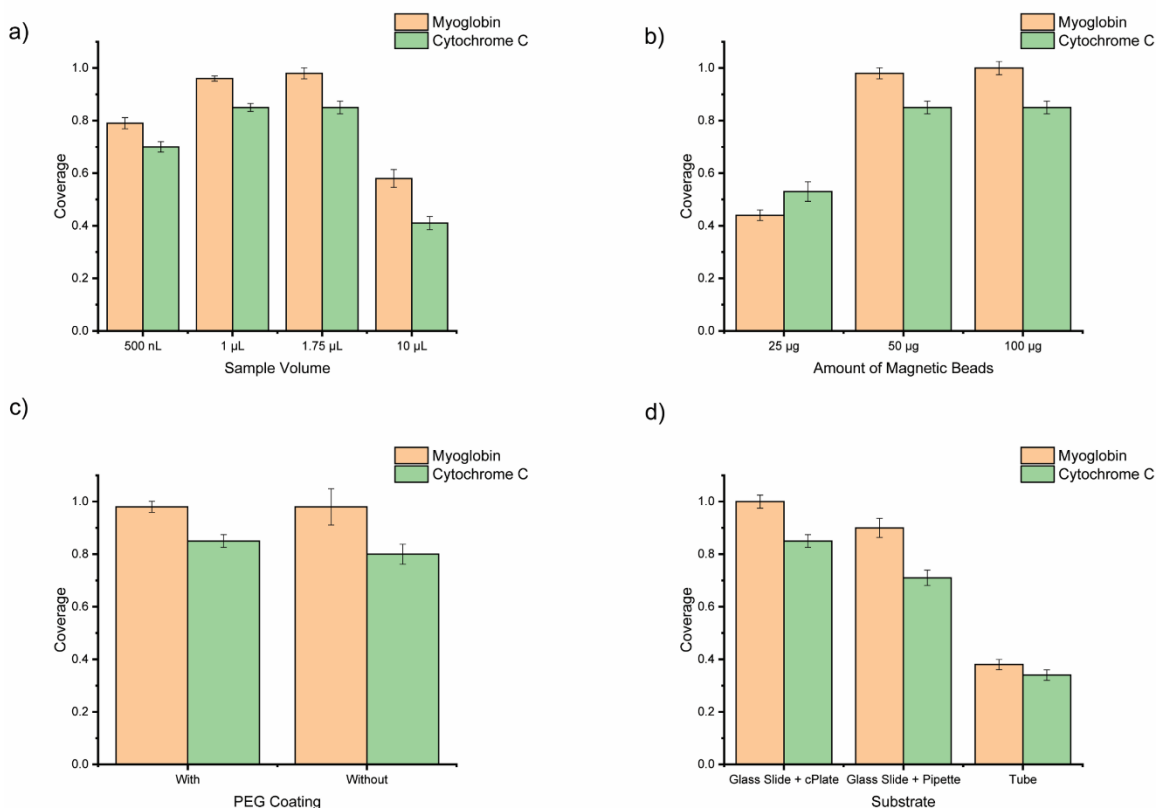 a)
Myoglobin
Cytochrome C
1.0
0.8
0.6
0.4
0.2
0.0
Coverage
500 nL 1 µL 1.75 µL 10 µL
Sample Volume
b)
Myoglobin
Cytochrome C
1.0
0.8
0.6
0.4
0.2
0.0
Coverage
25 µg 50 µg 100 µg
Amount of Magnetic Beads
c)
Myoglobin
Cytochrome C
1.0
0.8
0.6
0.4
0.2
0.0
Coverage
With Without
PEG Coating
d)
Myoglobin
Cytochrome C
1.0
0.8
0.6
0.4
0.2
0.0
Coverage
Glass Slide + cPlate Glass Slide + Pipette Tube
Substrate